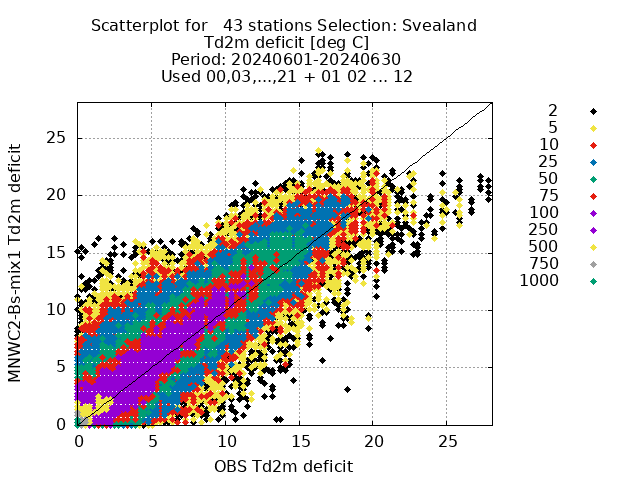 Scatterplot for   43 stations Selection: Svealand
Td2m deficit [deg C]
Period: 20240601-20240630
Used 00,03,...,21 + 01 02 ... 12
MNWC2-Bs-mix1 Td2m deficit
25
20
15
10
5
0
0 5 10 15 20 25
OBS Td2m deficit
2
5
10
25
50
75
100
250
500
750
1000